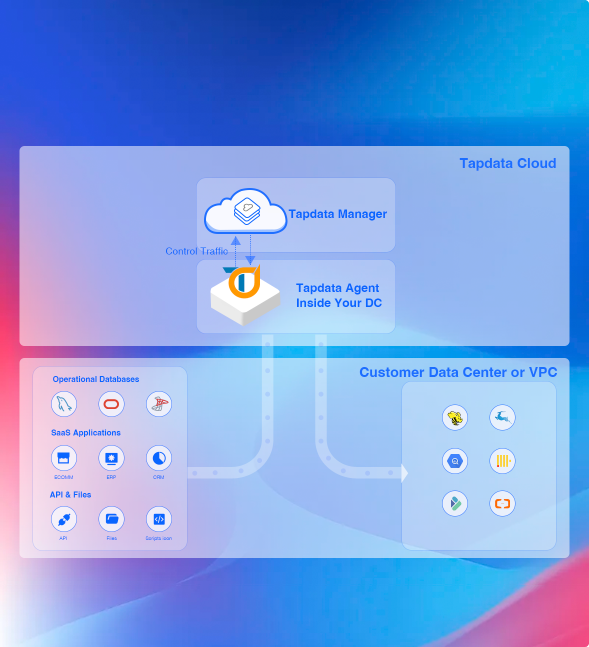 Tapdata Cloud
Tapdata Manager
Control Traffic
Tapdata Agent
Inside Your DC
Customer Data Center or VPC
Operational Databases
SaaS Applications
ECOMM
ERP
CRM
API & Files
API
Files
Scripts icon